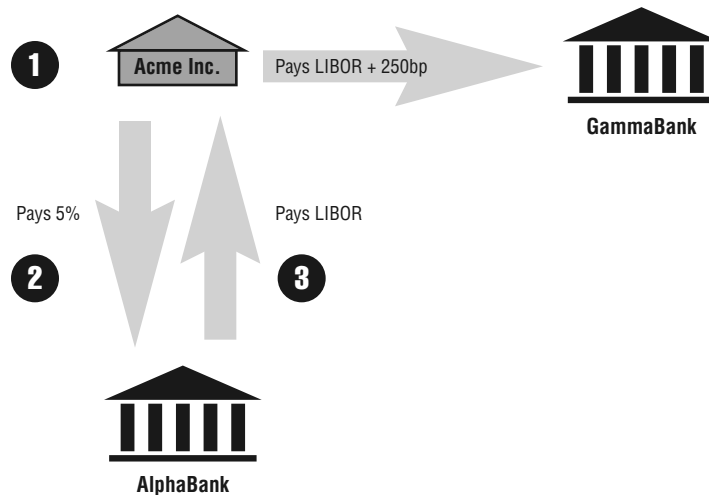 1
Acme Inc.
Pays LIBOR + 250bp
GammaBank
Pays 5%
Pays LIBOR
2
3
AlphaBank